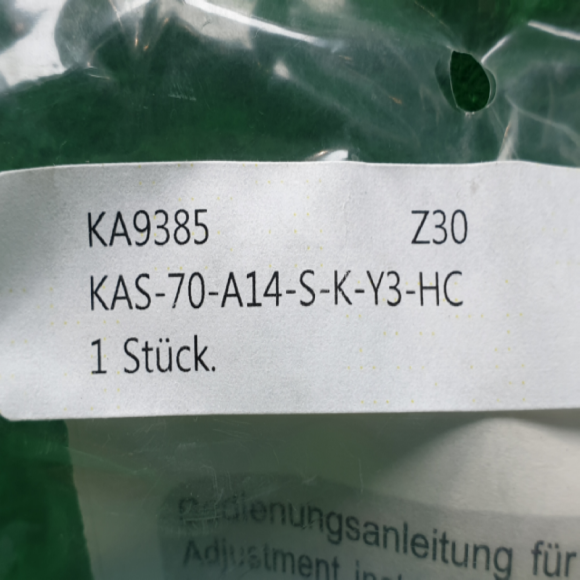 KA9385 Z30
KAS-70-A14-S-K-Y3-HC
1 Stück.
Bedienungsanleitung für
Adjustment